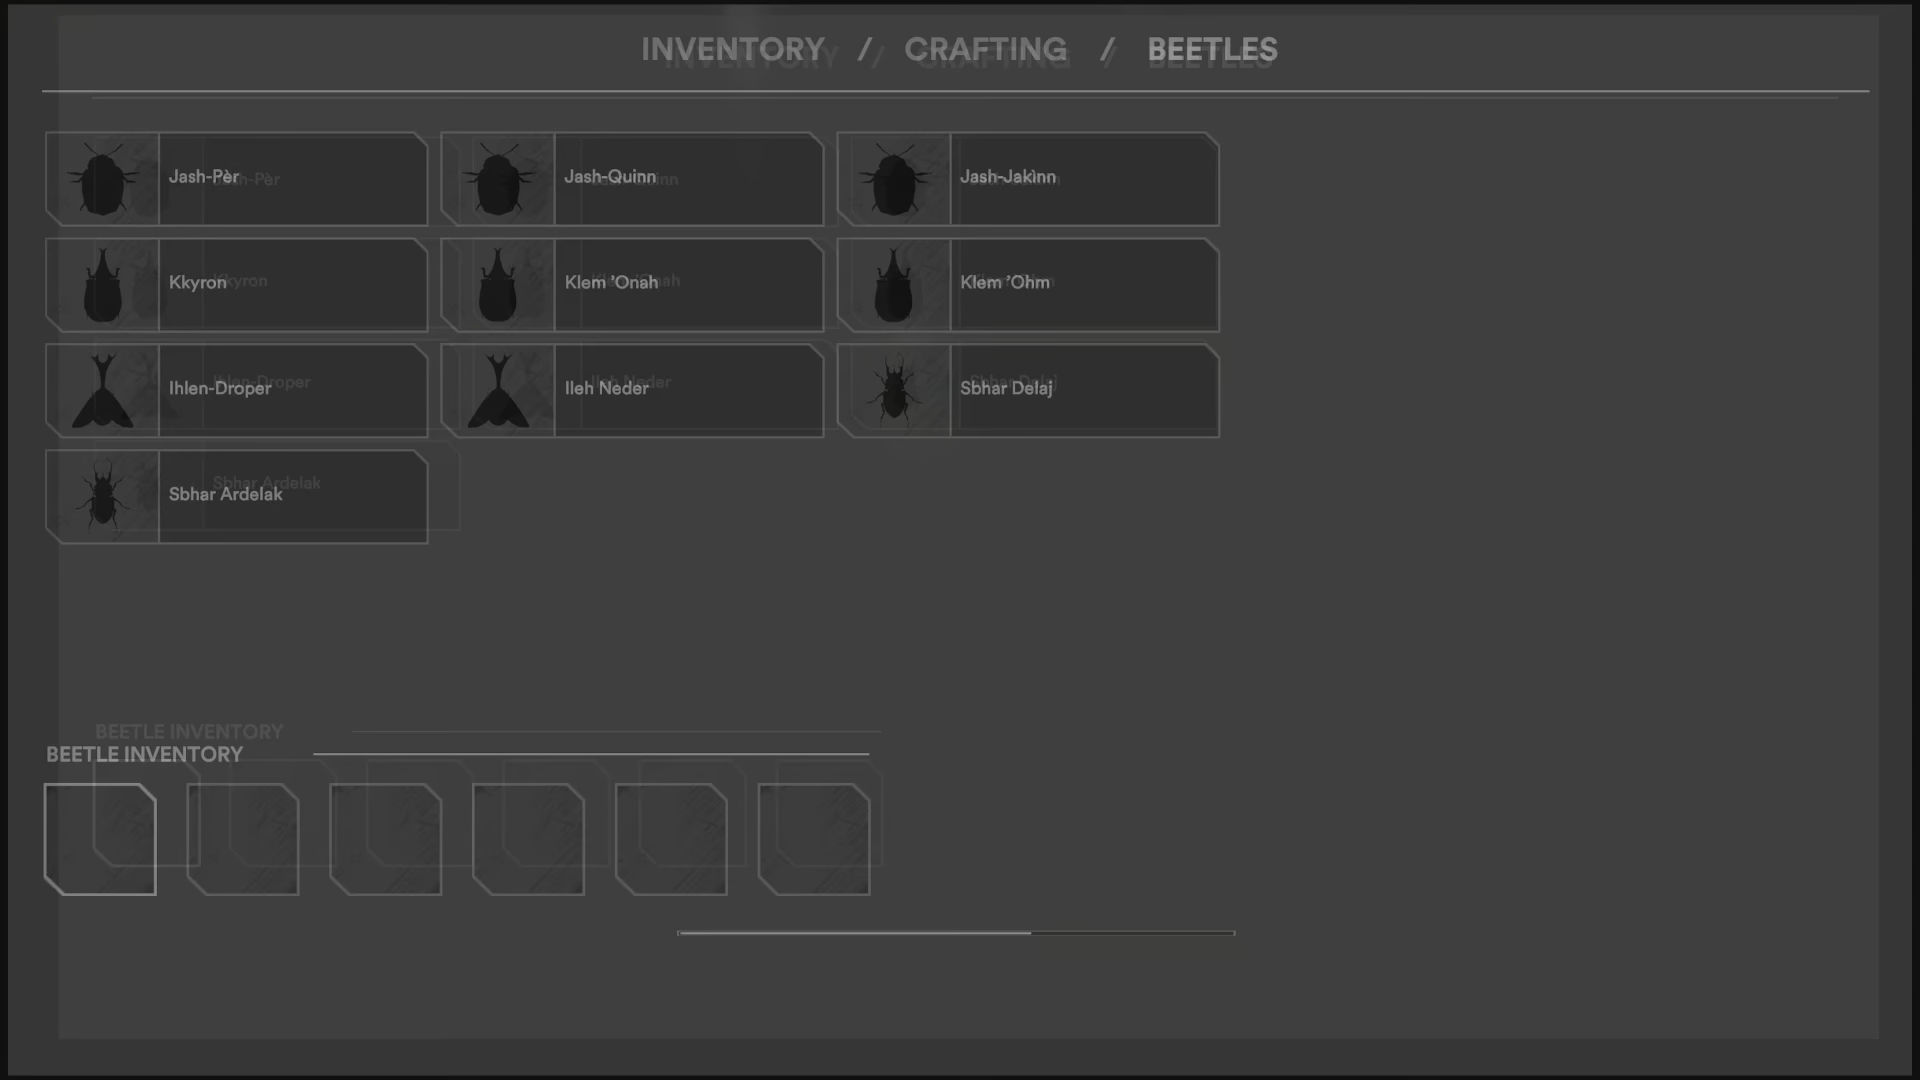 INVENTORY / CRAFTING / BEETLES
Jash-Pèr
Jash-Quinn
Jash-Jakinn
Kkyron
Klem 'Onah
Klem 'Ohm
Ihlen-Droper
Ileh Neder
Sbhar Delaj
Sbhar Ardelak
BEETLE INVENTORY